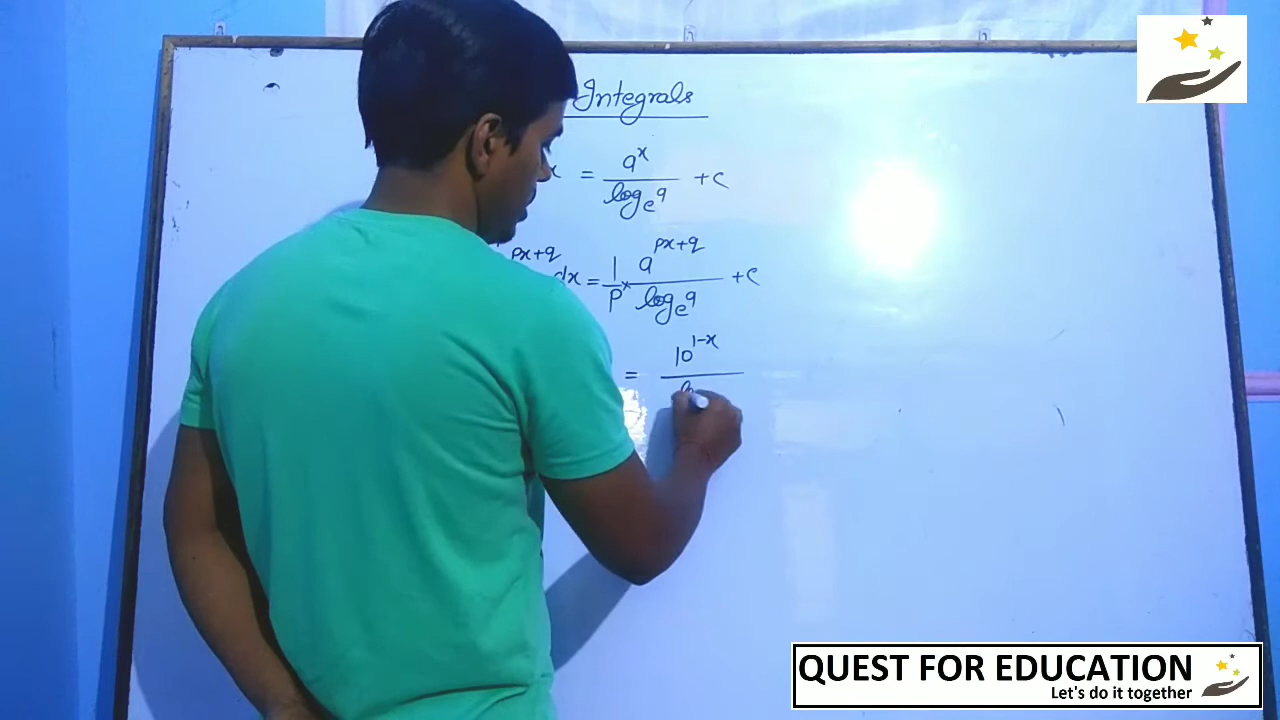 Integrals
x = a^x / log_e a + c
px+q dx = 1/P × a^(px+q) / log_e a + c
= 10^(1-x) /
QUEST FOR EDUCATION
Let's do it together